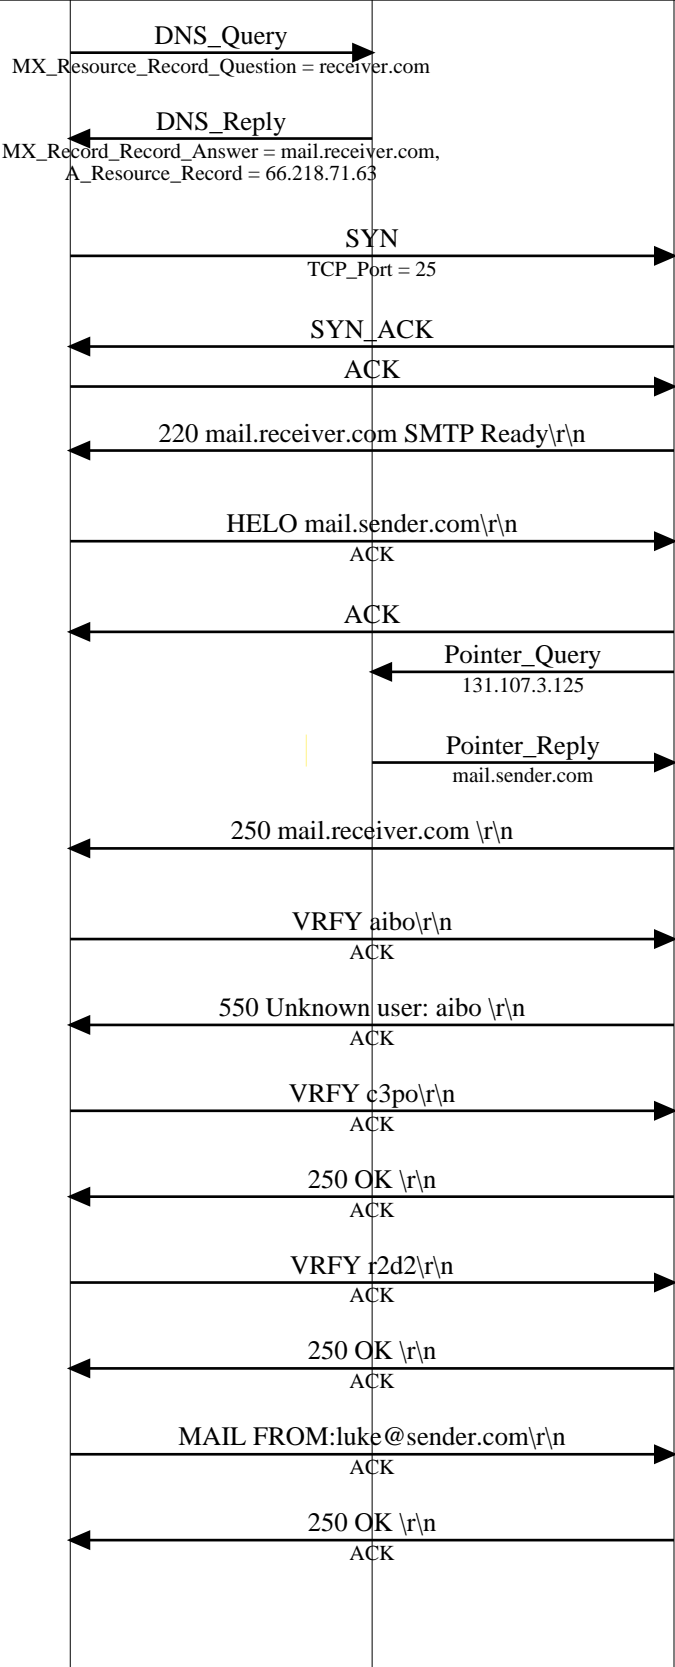 DNS_Query
MX_Resource_Record_Question = receiver.com
DNS_Reply
MX_Record_Record_Answer = mail.receiver.com,
A_Resource_Record = 66.218.71.63
SYN
TCP_Port = 25
SYN_ACK
ACK
220 mail.receiver.com SMTP Ready\r\n
HELO mail.sender.com\r\n
ACK
ACK
Pointer_Query
131.107.3.125
Pointer_Reply
mail.sender.com
250 mail.receiver.com \r\n
VRFY aibo\r\n
ACK
550 Unknown user: aibo \r\n
ACK
VRFY c3po\r\n
ACK
250 OK \r\n
ACK
VRFY r2d2\r\n
ACK
250 OK \r\n
ACK
MAIL FROM:luke@sender.com\r\n
ACK
250 OK \r\n
ACK